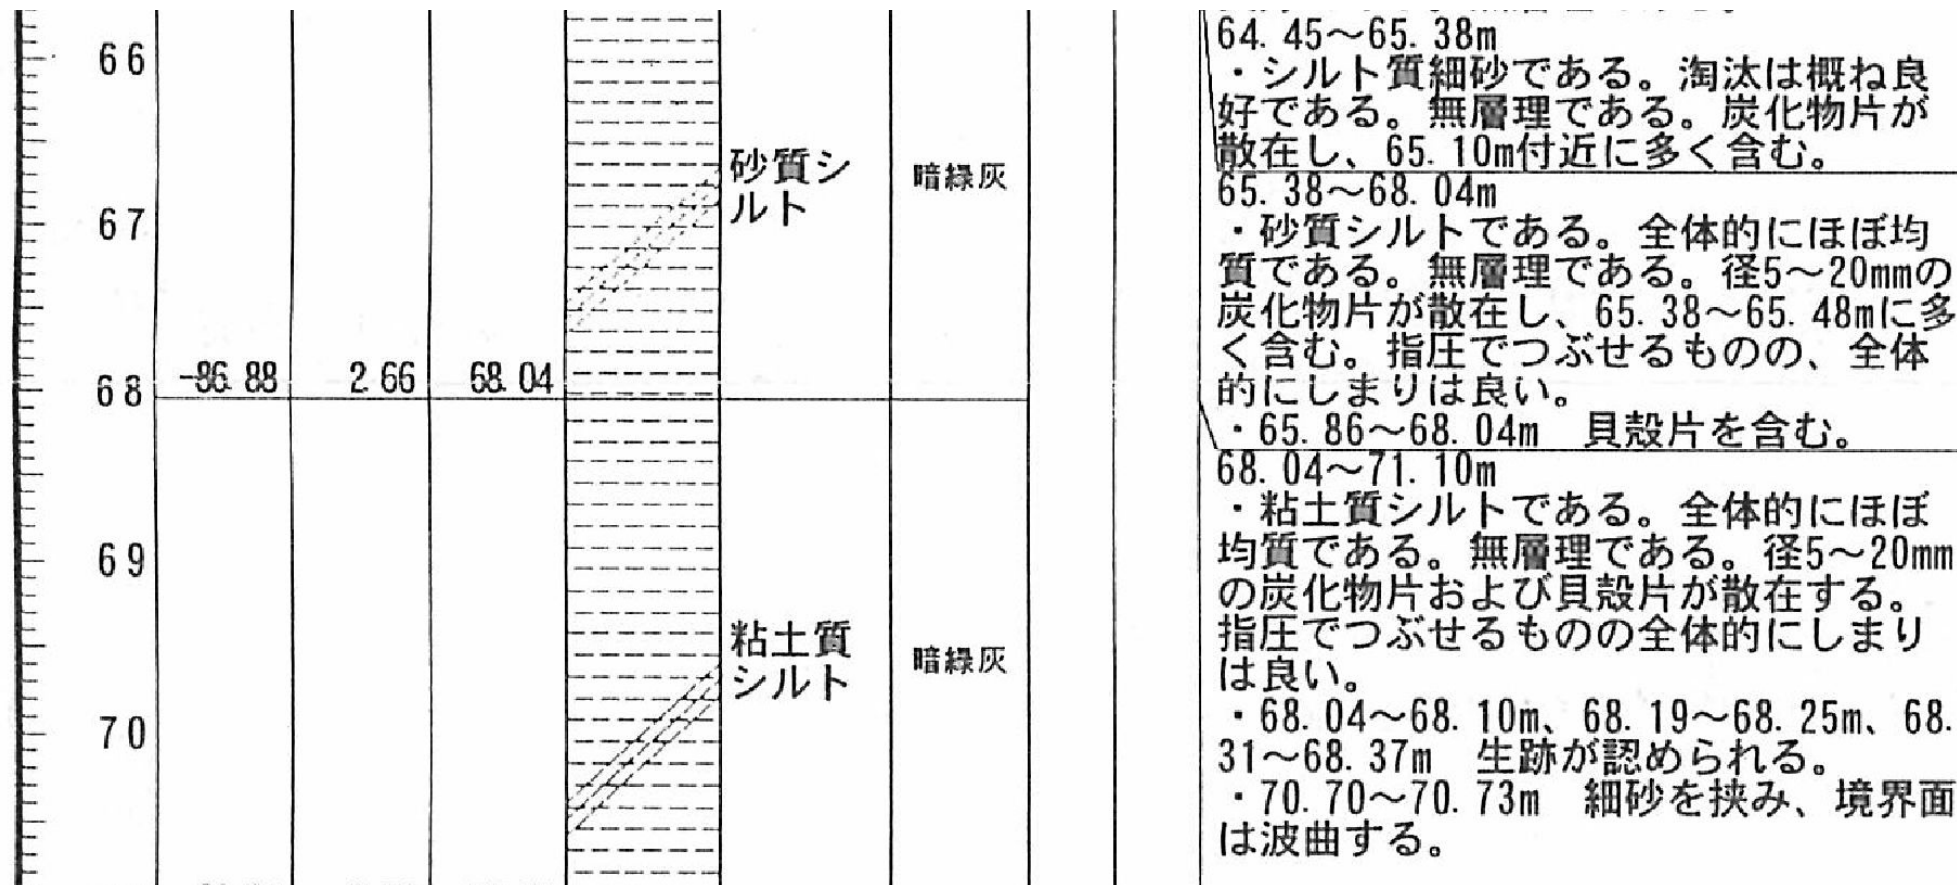 64.45～65.38m
・シルト質細砂である。淘汰は概ね良
好である。無層理である。炭化物片が
散在し、65.10m付近に多く含む。
65.38～68.04m
・砂質シルトである。全体的にほぼ均
質である。無層理である。径5～20mmの
炭化物片が散在し、65.38～65.48mに多
く含む。指圧でつぶせるものの、全体
的にしまりは良い。
・65.86～68.04m　貝殻片を含む。
68.04～71.10m
・粘土質シルトである。全体的にほぼ
均質である。無層理である。径5～20mm
の炭化物片および貝殻片が散在する。
指圧でつぶせるものの全体的にしまり
は良い。
・68.04～68.10m、68.19～68.25m、68.
31～68.37m　生跡が認められる。
・70.70～70.73m　細砂を挟み、境界面
は波曲する。
66
砂質シ
ルト
暗緑灰
67
68
-86.88
2.66
68.04
69
粘土質
シルト
暗緑灰
70